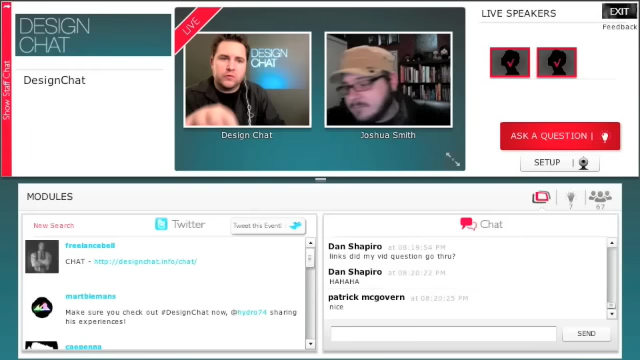 DESIGN
CHAT
DesignChat
Show Staff Chat
LIVE
DESIGN
CHAT
Design Chat
Joshua Smith
LIVE SPEAKERS
EXIT
Feedback
ASK A QUESTION |
SETUP |
MODULES
7
67
New Search
Twitter
Tweet this Event!
freelancebell
CHAT - http://designchat.info/chat/
martblemans
Make sure you check out #DesignChat now, @hydro74 sharing
his experiences!
caepenna
Chat
Dan Shapiro at 08:19:54 PM
links did my vid question go thru?
Dan Shapiro at 08:20:22 PM
HAHAHA
patrick mcgovern at 08:20:25 PM
nice
SEND